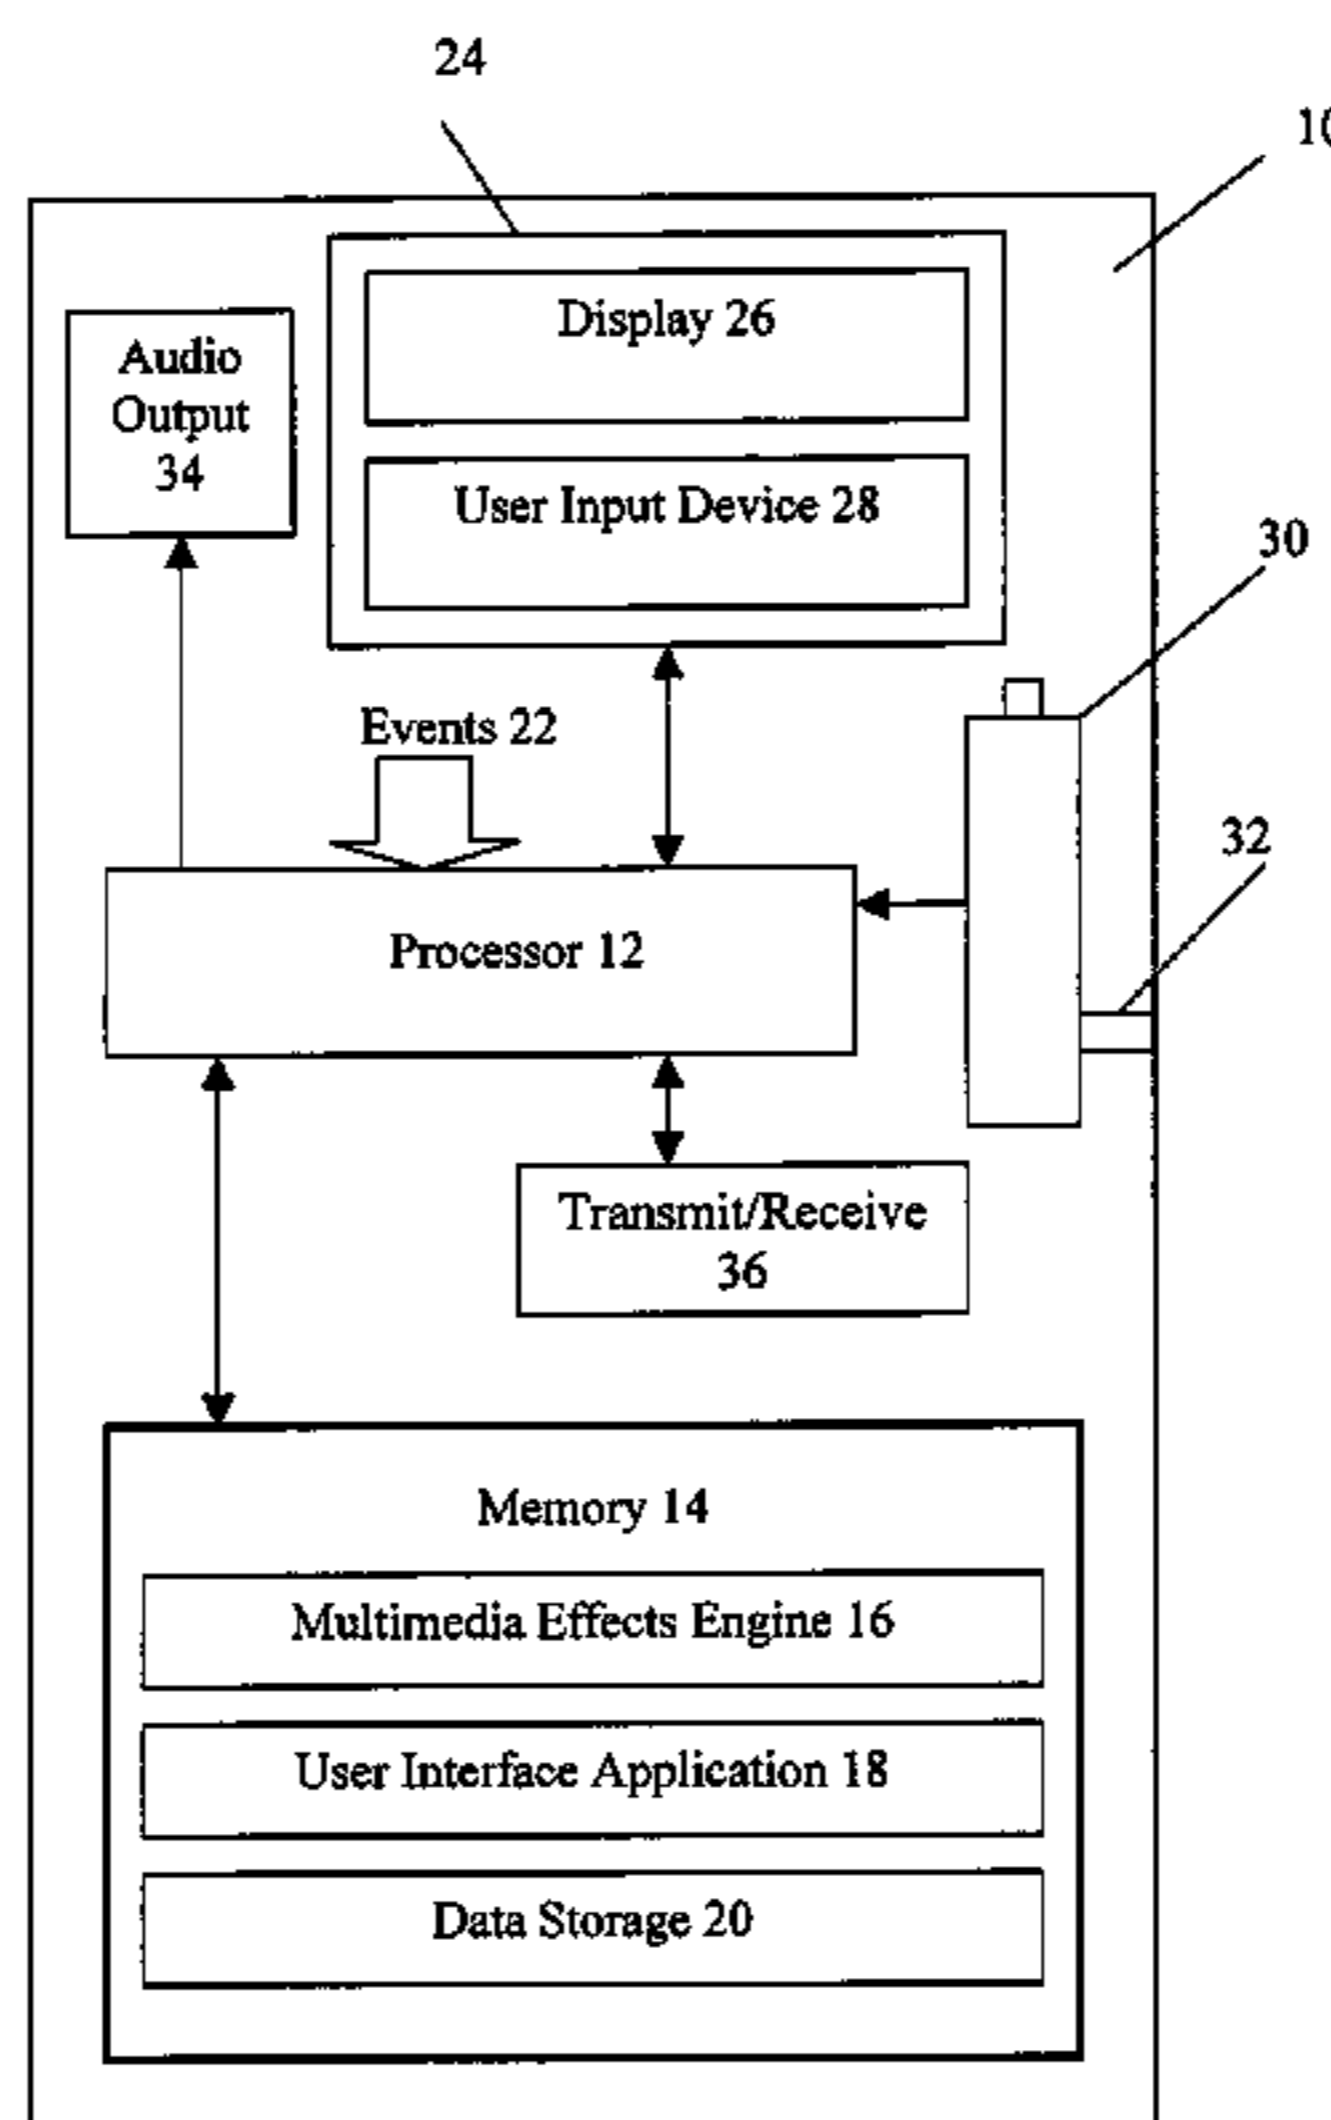 24
10
Display 26
Audio
Output
34
User Input Device 28
30
Events 22
32
Processor 12
Transmit/Receive
36
Memory 14
Multimedia Effects Engine 16
User Interface Application 18
Data Storage 20